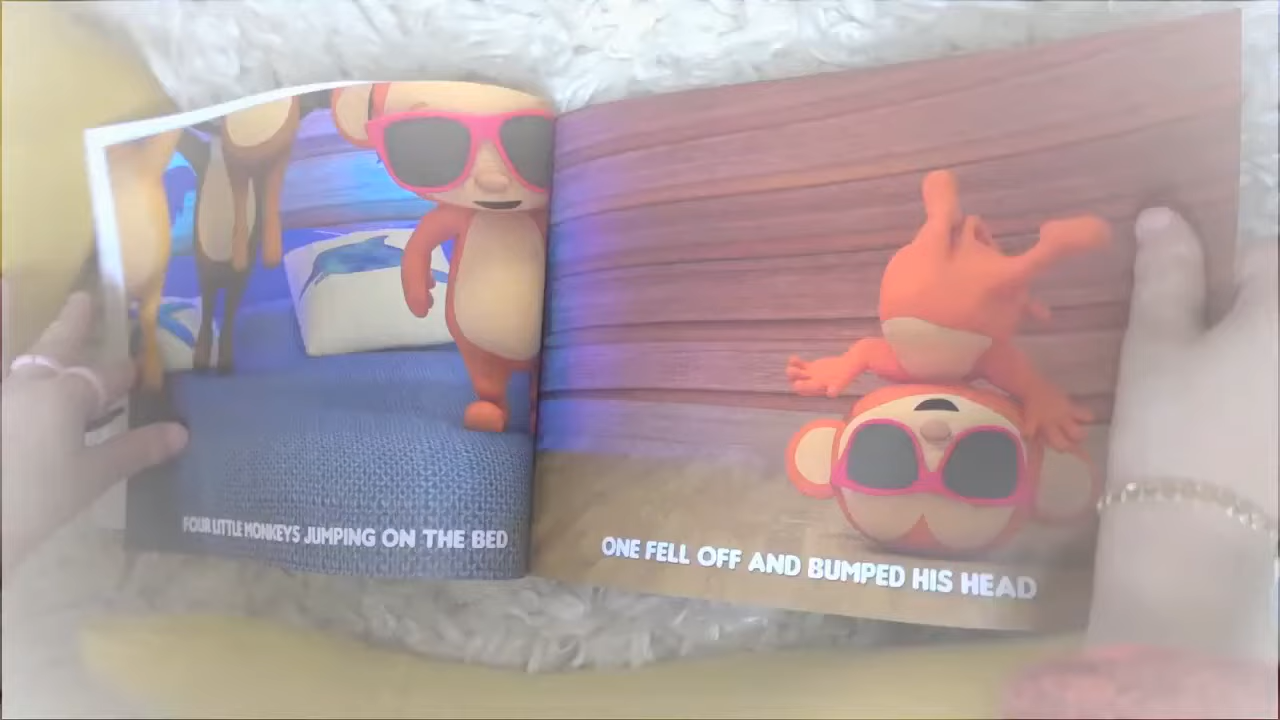 FOUR LITTLE MONKEYS JUMPING ON THE BED
ONE FELL OFF AND BUMPED HIS HEAD